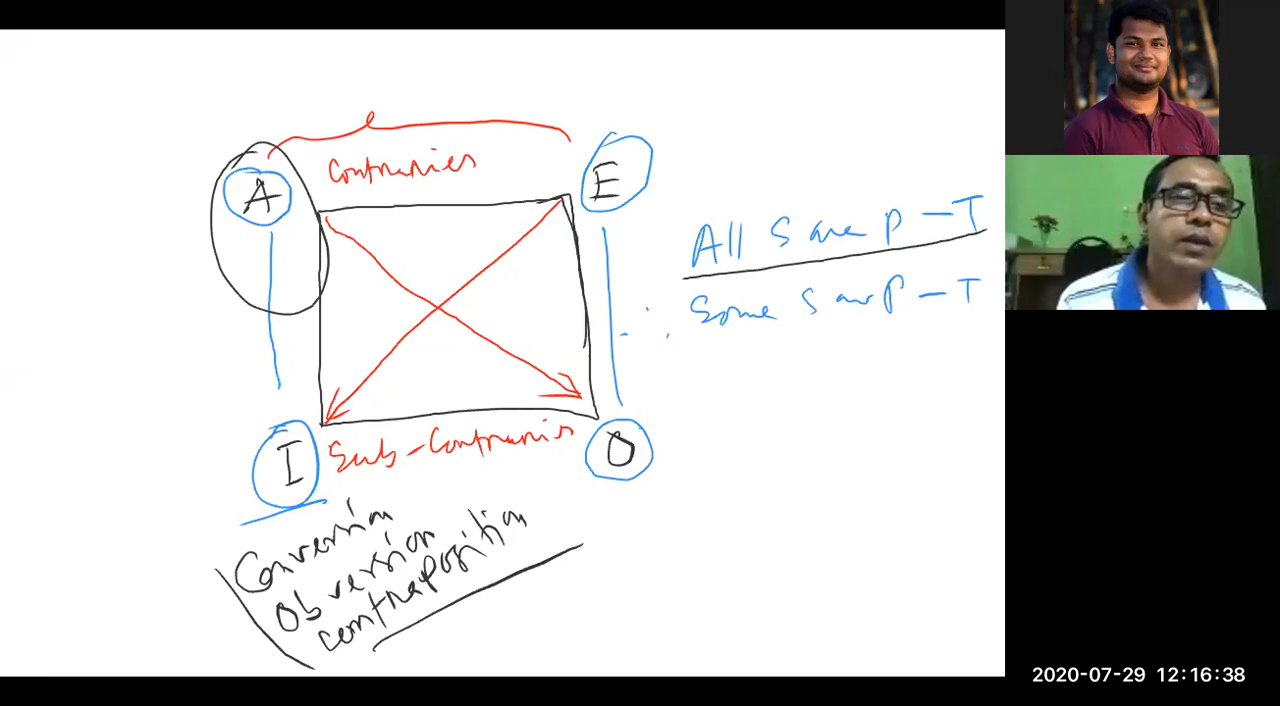 Contraries
A
E
All S are P - T
∴ Some S are P - T
I
Sub-Contraries
O
Conversion
Obversion
contraposition
2020-07-29 12:16:38